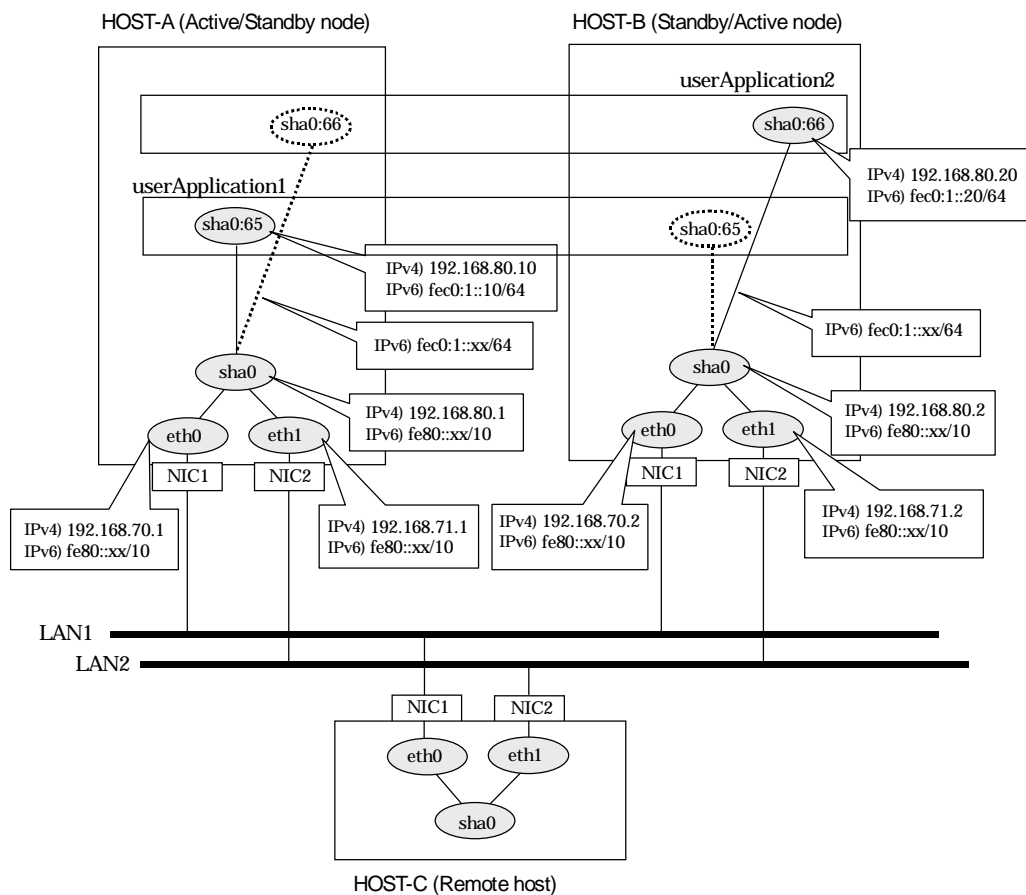 HOST-A (Active/Standby node)
HOST-B (Standby/Active node)
userApplication2
sha0:66
sha0:66
IPv4) 192.168.80.20
IPv6) fec0:1::20/64
userApplication1
sha0:65
sha0:65
IPv4) 192.168.80.10
IPv6) fec0:1::10/64
IPv6) fec0:1::xx/64
IPv6) fec0:1::xx/64
sha0
sha0
IPv4) 192.168.80.1
IPv6) fe80::xx/10
IPv4) 192.168.80.2
IPv6) fe80::xx/10
eth0
eth1
eth0
eth1
NIC1
NIC2
NIC1
NIC2
IPv4) 192.168.70.1
IPv6) fe80::xx/10
IPv4) 192.168.71.1
IPv6) fe80::xx/10
IPv4) 192.168.70.2
IPv6) fe80::xx/10
IPv4) 192.168.71.2
IPv6) fe80::xx/10
LAN1
LAN2
NIC1
NIC2
eth0
eth1
sha0
HOST-C (Remote host)